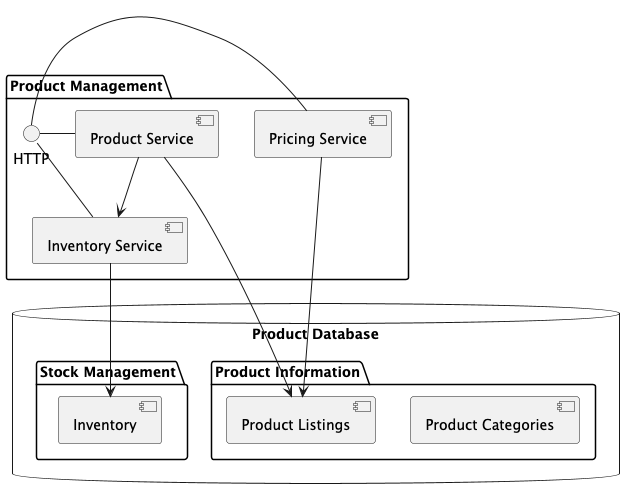 Product Management
Product Service
Pricing Service
HTTP
Inventory Service
Product Database
Stock Management
Product Information
Inventory
Product Listings
Product Categories